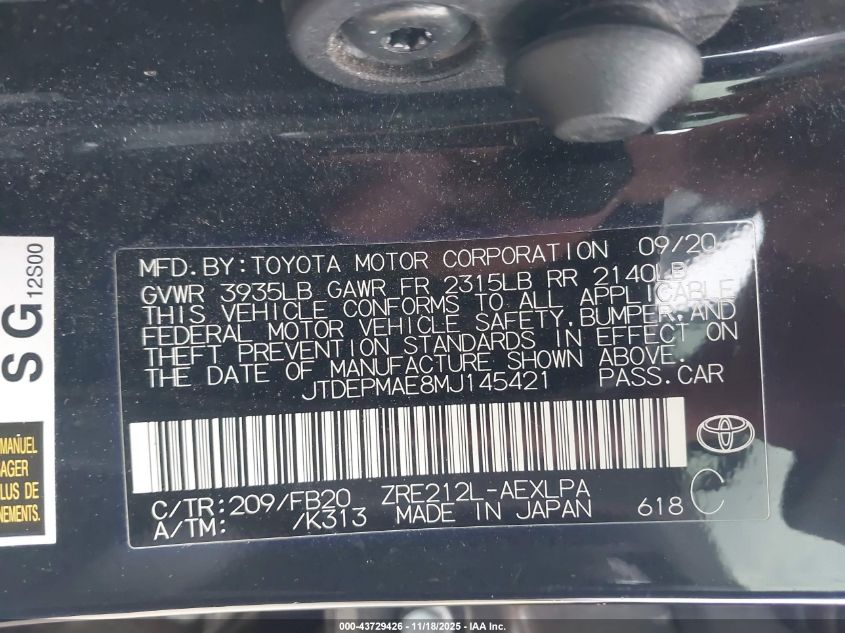 MFD.BY:TOYOTA MOTOR CORPORATION 09/20
GVWR 3935LB GAWR FR 2315LB RR 2140LB
THIS VEHICLE CONFORMS TO ALL APPLICABLE
FEDERAL MOTOR VEHICLE SAFETY,BUMPER,AND
THEFT PREVENTION STANDARDS IN EFFECT ON
THE DATE OF MANUFACTURE SHOWN ABOVE.
JTDEPMAE8MJ145421 PASS.CAR
C/TR:209/FB20 ZRE212L-AEXLPA
A/TM: /K313 MADE IN JAPAN 618 C
SG
12S00
MANUEL
AGER
LUS DE
NEMENTS.
000-43729426 - 11/18/2025 - IAA Inc.